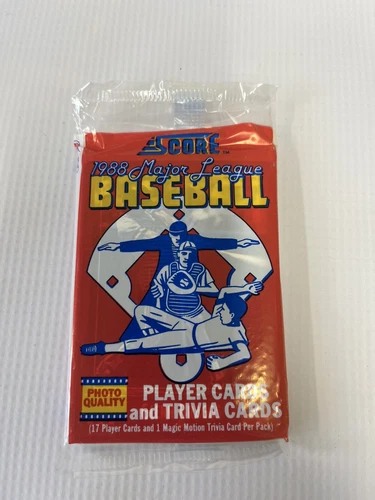 SCORE™
1988 Major League
BASEBALL
PHOTO
QUALITY
PLAYER CARDS
and TRIVIA CARDS
(17 Player Cards and 1 Magic Motion Trivia Card Per Pack)